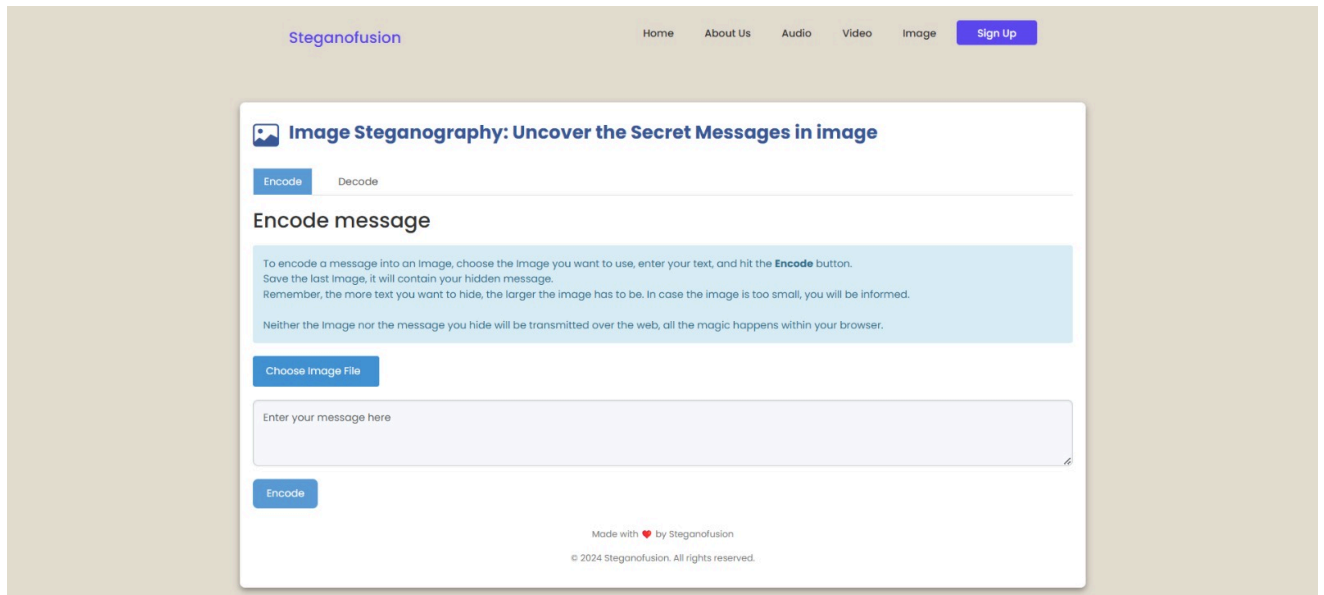 Steganofusion
Home About Us Audio Video Image Sign Up
Image Steganography: Uncover the Secret Messages in image
Encode Decode
Encode message
To encode a message into an Image, choose the Image you want to use, enter your text, and hit the Encode button.
Save the last Image, it will contain your hidden message.
Remember, the more text you want to hide, the larger the image has to be. In case the image is too small, you will be informed.
Neither the Image nor the message you hide will be transmitted over the web, all the magic happens within your browser.
Choose Image File
Enter your message here
Encode
Made with ❤ by Steganofusion
© 2024 Steganofusion. All rights reserved.